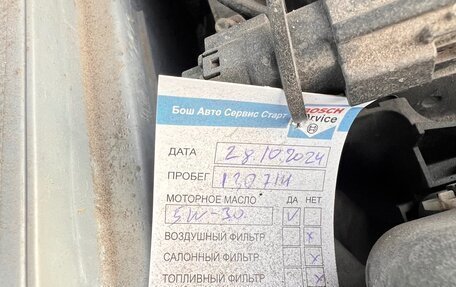 Бош Авто Сервис Старт
BOSCH
Service
ДАТА 28.10.2024
ПРОБЕГ 130714
МОТОРНОЕ МАСЛО ДА НЕТ
5W-30 ✓
ВОЗДУШНЫЙ ФИЛЬТР x
САЛОННЫЙ ФИЛЬТР x
ТОПЛИВНЫЙ ФИЛЬТР x